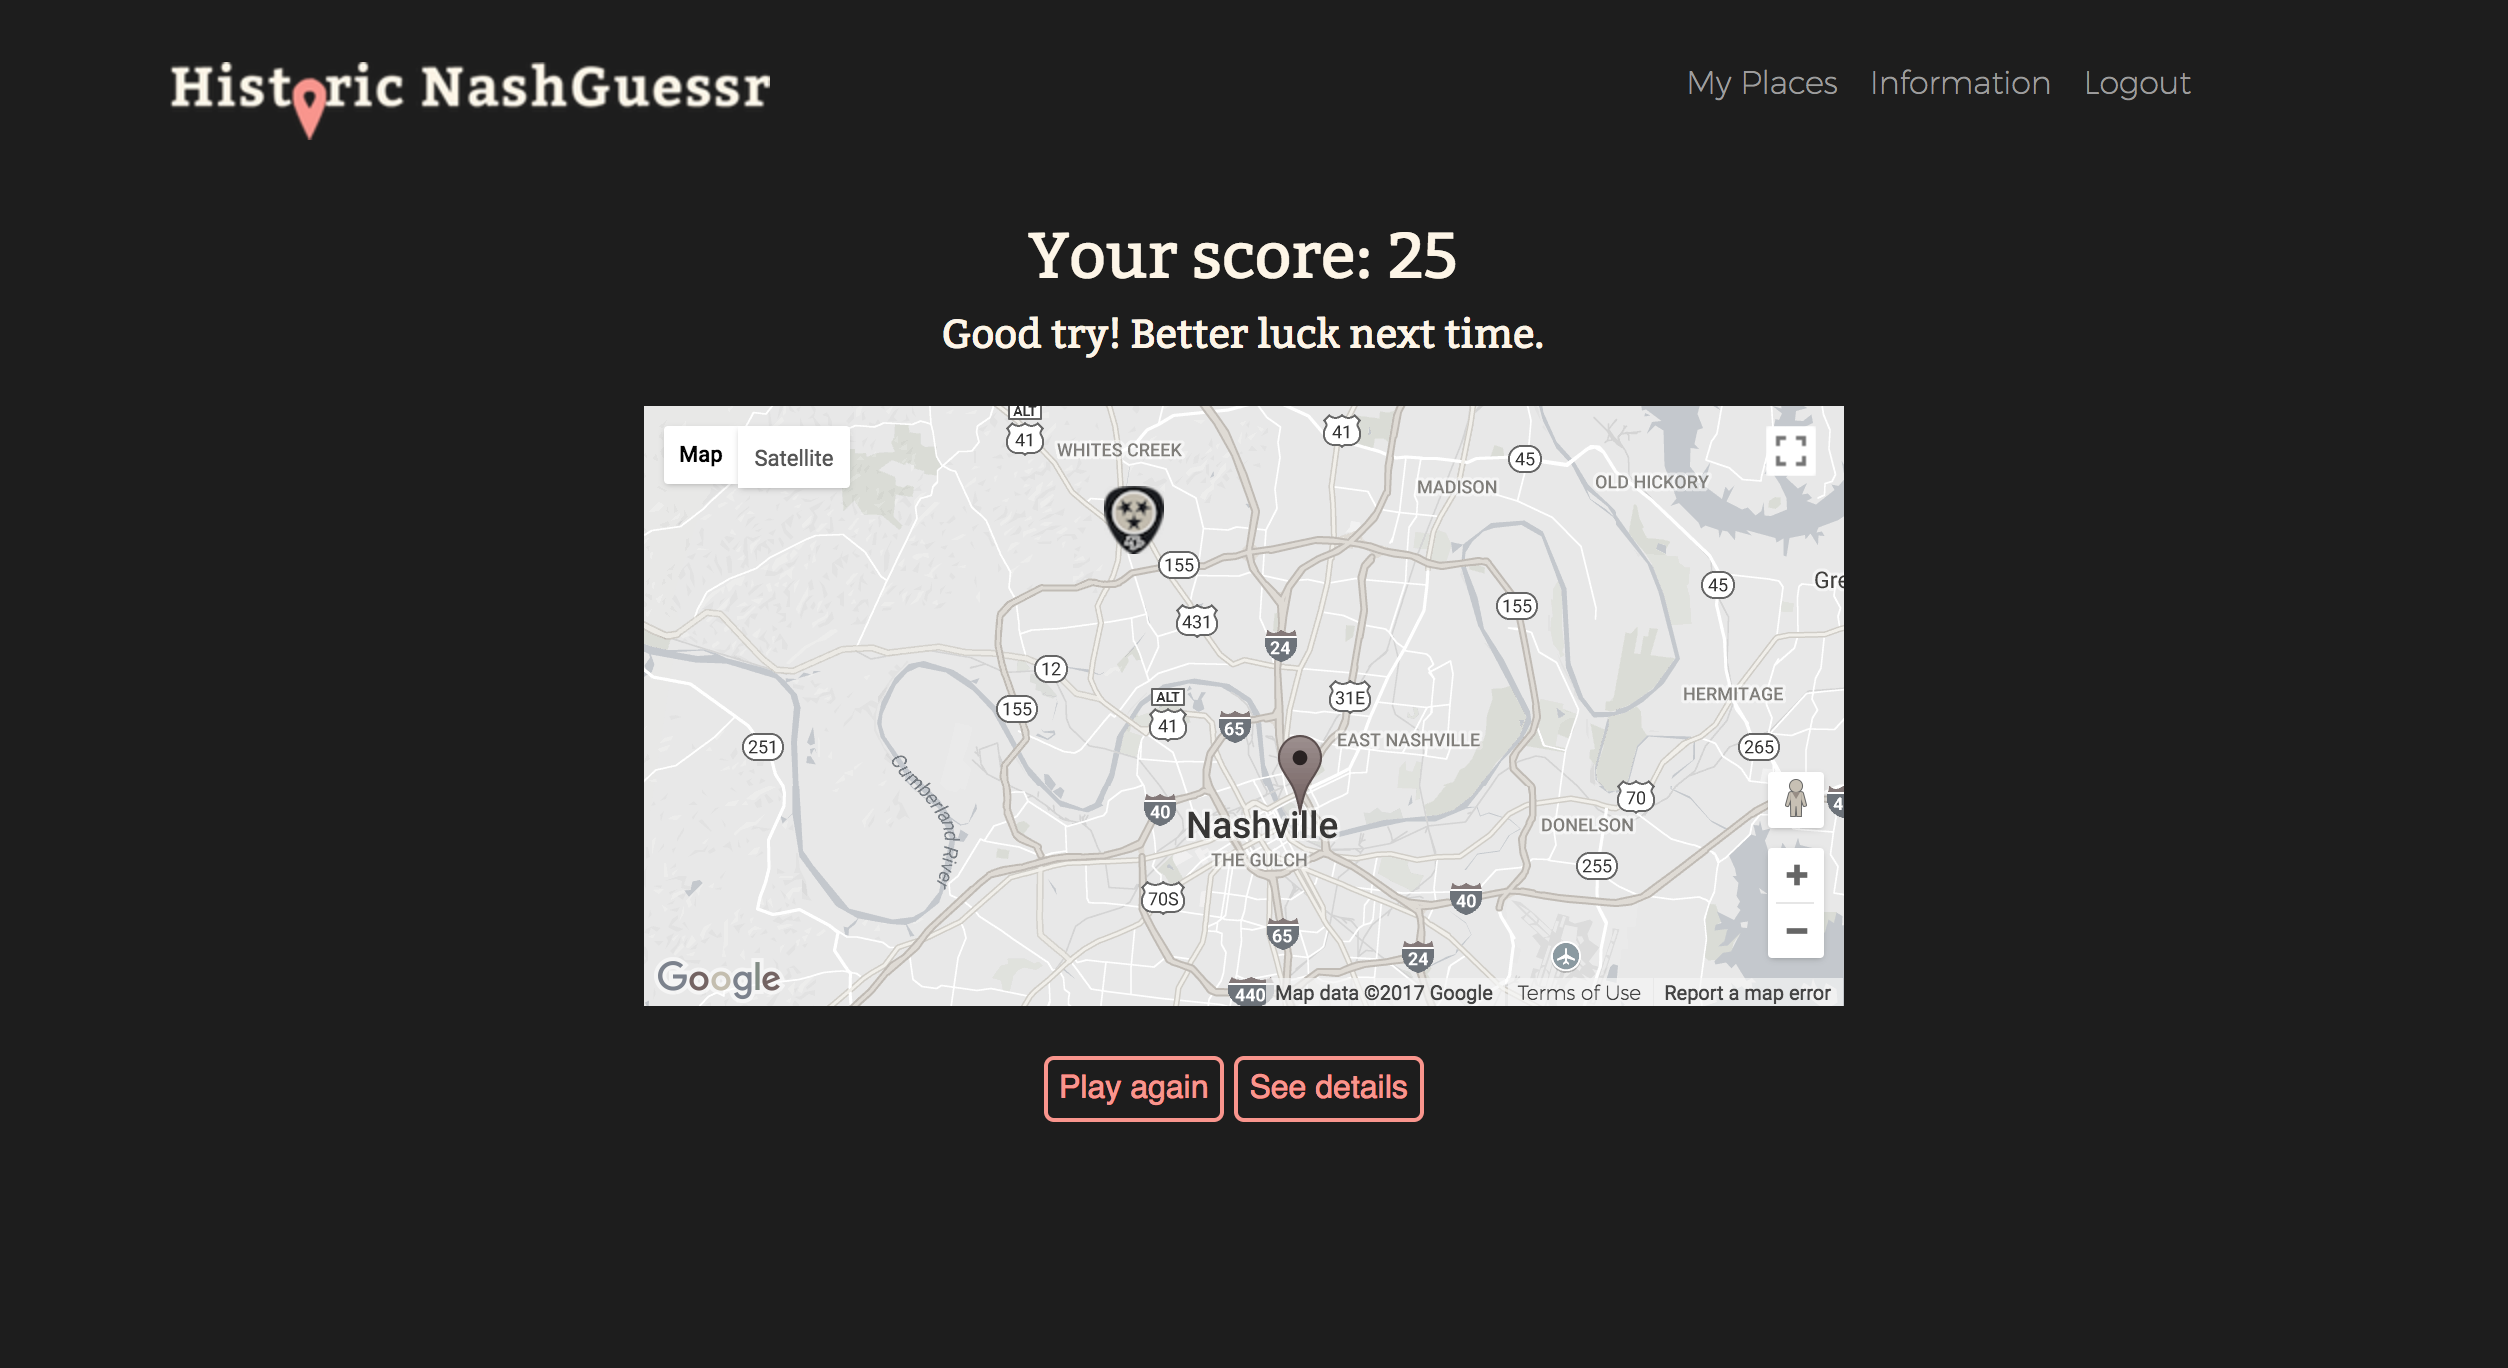 Historic NashGuessr
My Places Information Logout
Your score: 25
Good try! Better luck next time.
Map Satellite
ALT
41
WHITES CREEK
41
45
MADISON
OLD HICKORY
155
Gre
45
155
431
24
12
ALT
41
155
31E
HERMITAGE
65
251
EAST NASHVILLE
265
Cumberland River
40
70
4
Nashville
DONELSON
THE GULCH
255
70S
40
65
24
Google
440
Map data ©2017 Google Terms of Use Report a map error
Play again See details